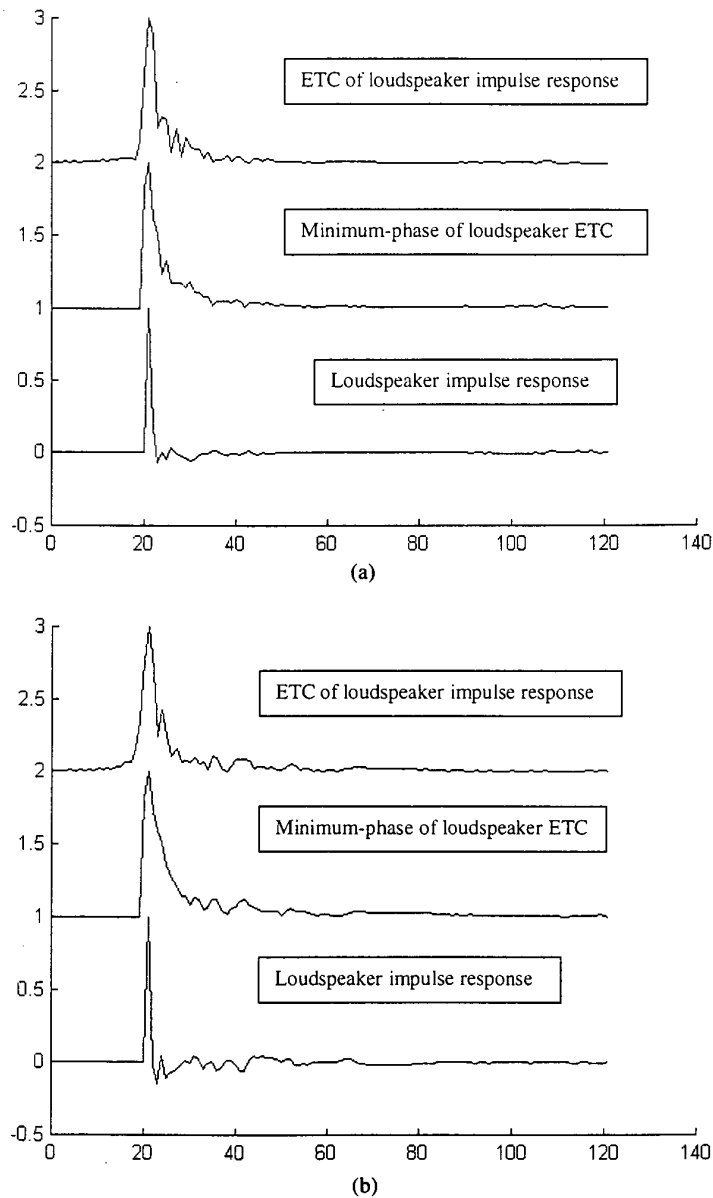 3
ETC of loudspeaker impulse response
2.5
2
Minimum-phase of loudspeaker ETC
1.5
1
Loudspeaker impulse response
0.5
0
-0.5
0 20 40 60 80 100 120 140
(a)
3
ETC of loudspeaker impulse response
2.5
2
Minimum-phase of loudspeaker ETC
1.5
1
Loudspeaker impulse response
0.5
0
-0.5
0 20 40 60 80 100 120 140
(b)